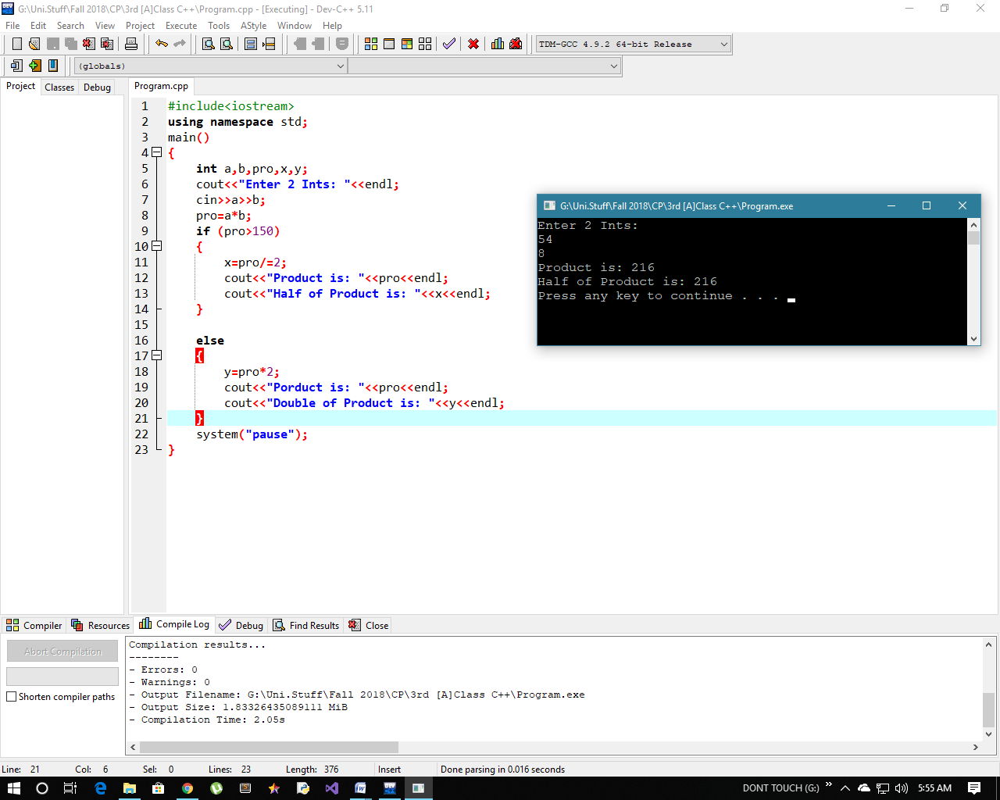 G:\Uni.Stuff\Fall 2018\CP\3rd [A]Class C++\Program.cpp - [Executing] - Dev-C++ 5.11
File Edit Search View Project Execute Tools AStyle Window Help
TDM-GCC 4.9.2 64-bit Release
(globals)
Project Classes Debug
Program.cpp
1 #include<iostream>
2 using namespace std;
3 main()
4 {
5 int a,b,pro,x,y;
6 cout<<"Enter 2 Ints: "<<endl;
7 cin>>a>>b;
8 pro=a*b;
9 if (pro>150)
10 {
11 x=pro/=2;
12 cout<<"Product is: "<<pro<<endl;
13 cout<<"Half of Product is: "<<x<<endl;
14 }
15
16 else
17 {
18 y=pro*2;
19 cout<<"Porduct is: "<<pro<<endl;
20 cout<<"Double of Product is: "<<y<<endl;
21 }
22 system("pause");
23 }
G:\Uni.Stuff\Fall 2018\CP\3rd [A]Class C++\Program.exe
Enter 2 Ints:
54
8
Product is: 216
Half of Product is: 216
Press any key to continue . . .
Compiler Resources Compile Log Debug Find Results Close
Abort Compilation
Shorten compiler paths
Compilation results...
--------
- Errors: 0
- Warnings: 0
- Output Filename: G:\Uni.Stuff\Fall 2018\CP\3rd [A]Class C++\Program.exe
- Output Size: 1.83326435089111 MiB
- Compilation Time: 2.05s
Line: 21 Col: 6 Sel: 0 Lines: 23 Length: 376 Insert Done parsing in 0.016 seconds
DONT TOUCH (G:) 5:55 AM